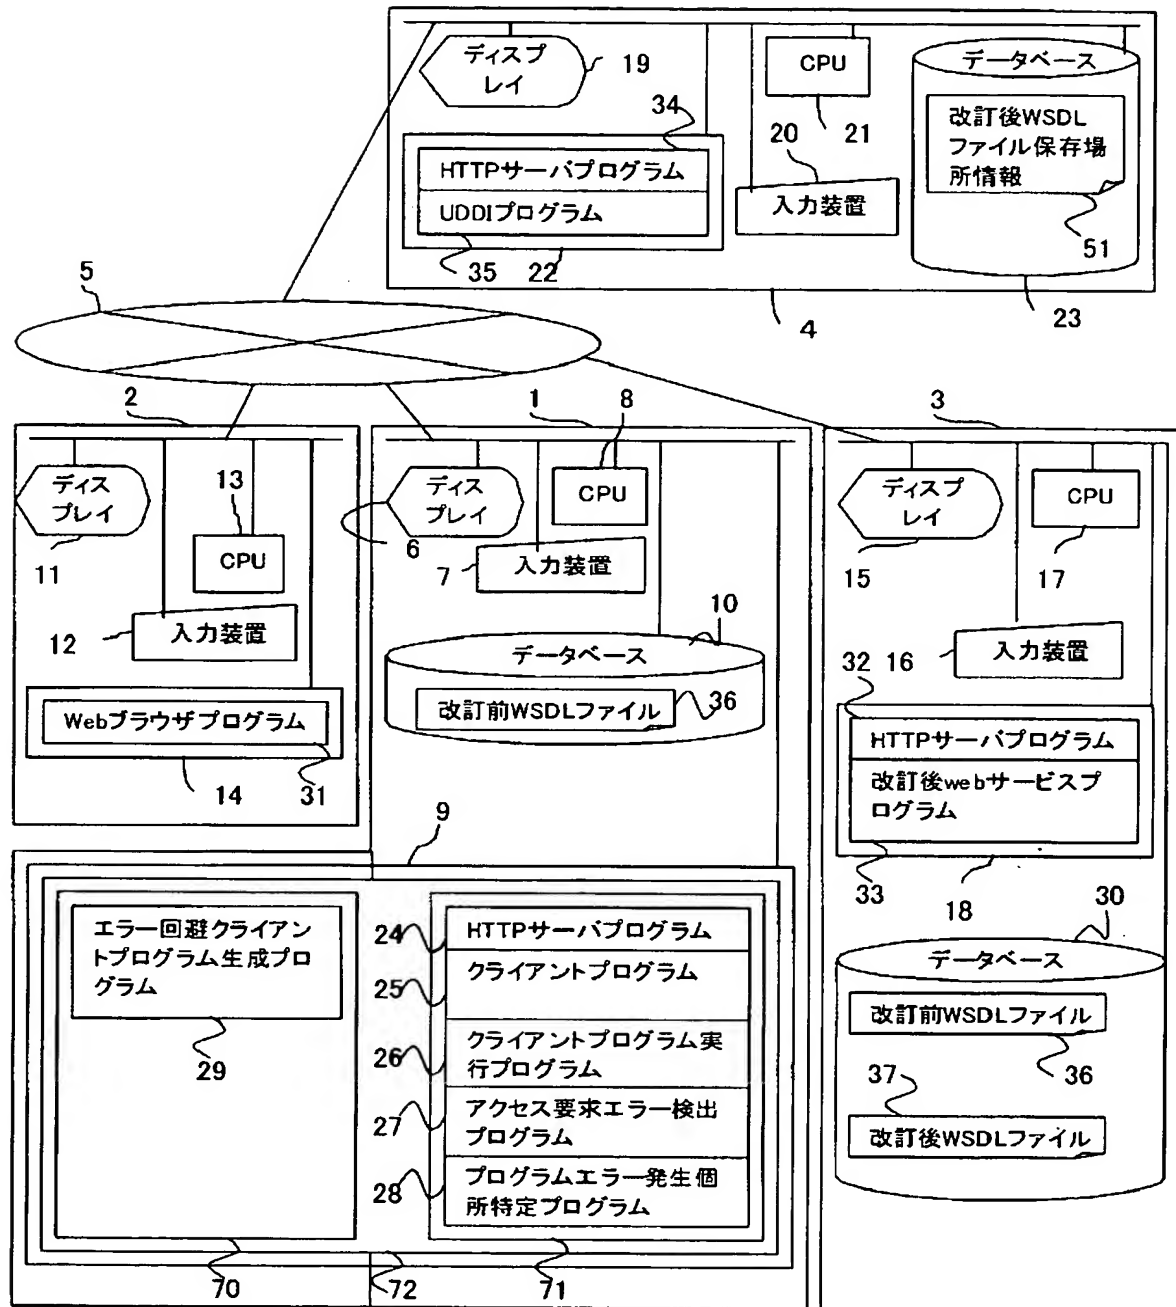 ディスプ
レイ
19
CPU
21
データベース
改訂後WSDL
ファイル保存場
所情報
51
23
34
HTTPサーバプログラム
UDDIプログラム
35
22
20
入力装置
4
5
2
ディス
プレイ
11
13
CPU
12
入力装置
Webブラウザプログラム
14
31
1
8
ディス
プレイ
6
CPU
7
入力装置
10
データベース
改訂前WSDLファイル
36
3
ディスプ
レイ
15
CPU
17
32
16
入力装置
HTTPサーバプログラム
改訂後webサービスプ
ログラム
33
18
30
データベース
改訂前WSDLファイル
36
37
改訂後WSDLファイル
9
エラー回避クライアン
トプログラム生成プロ
グラム
29
24
HTTPサーバプログラム
25
クライアントプログラム
26
クライアントプログラム実
行プログラム
27
アクセス要求エラー検出
プログラム
28
プログラムエラー発生個
所特定プログラム
70
72
71